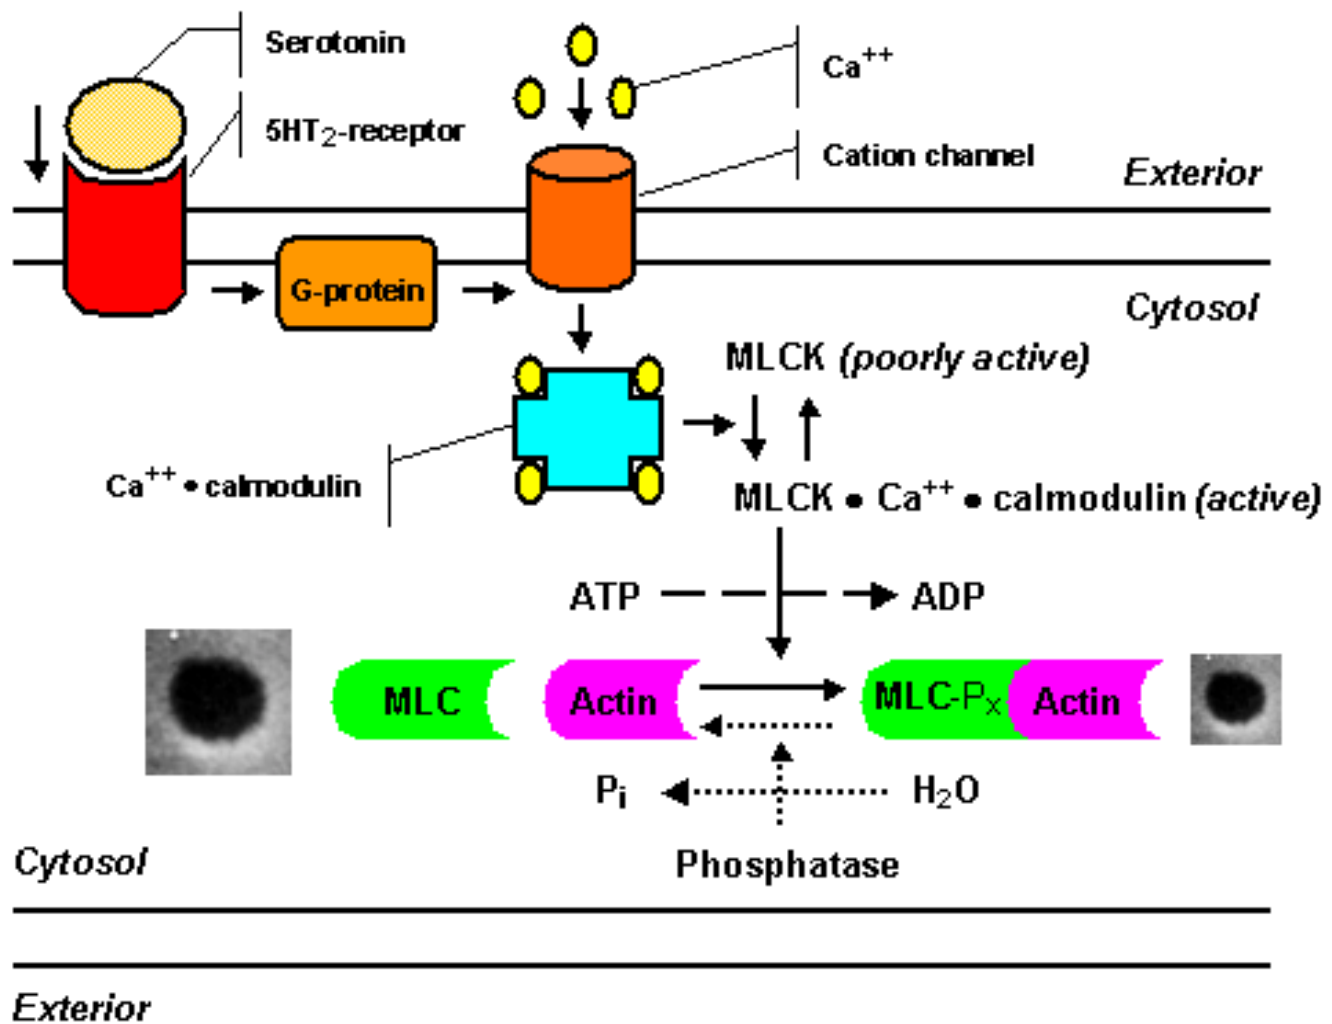 Serotonin
Ca++
5HT2-receptor
Cation channel
Exterior
G-protein
Cytosol
MLCK (poorly active)
Ca++ • calmodulin
MLCK • Ca++ • calmodulin (active)
ATP
ADP
MLC
Actin
MLC-Px
Actin
Pi
H2O
Cytosol
Phosphatase
Exterior